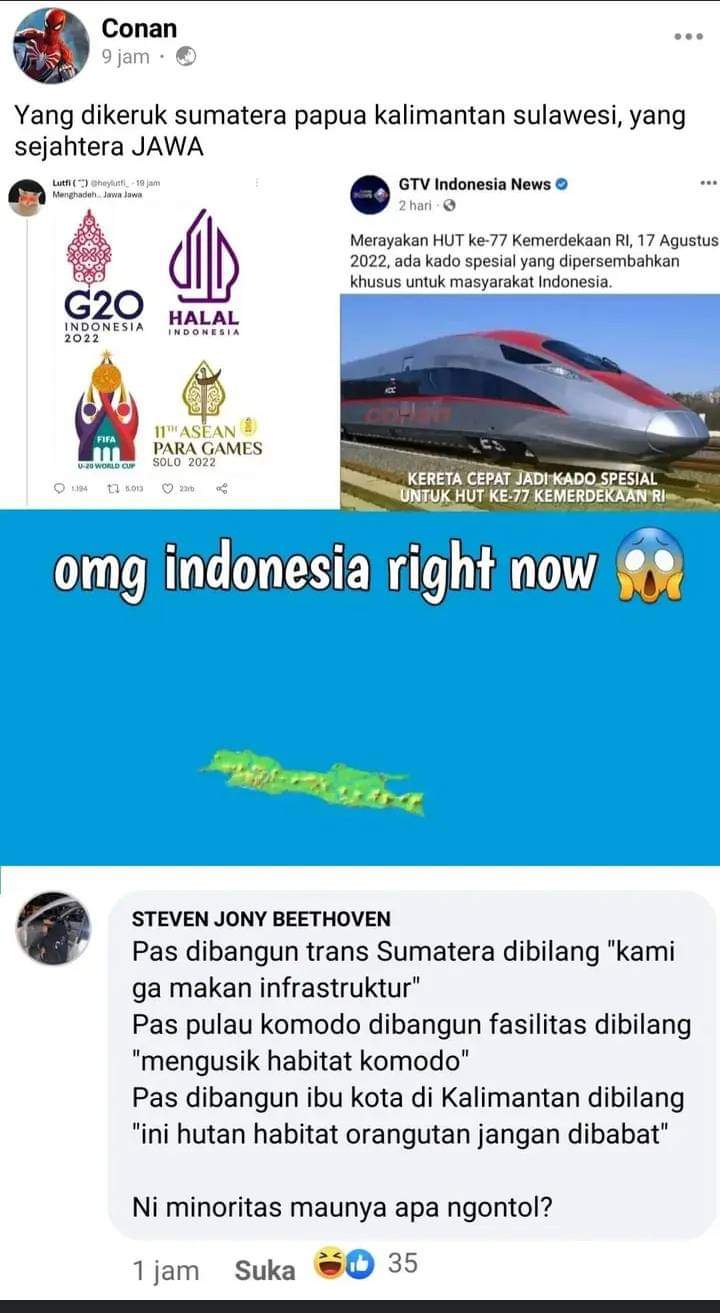 Conan
9 jam
Yang dikeruk sumatera papua kalimantan sulawesi, yang
sejahtera JAWA
Lutfi @heylutfi_ · 19 jam
Menghadeh.. Jawa Jawa
G20
INDONESIA
2022
HALAL
INDONESIA
FIFA
U-20 WORLD CUP
11TH ASEAN
PARA GAMES
SOLO 2022
1.194 5.013 23rb
GTV Indonesia News
2 hari
Merayakan HUT ke-77 Kemerdekaan RI, 17 Agustus
2022, ada kado spesial yang dipersembahkan
khusus untuk masyarakat Indonesia.
KERETA CEPAT JADI KADO SPESIAL
UNTUK HUT KE-77 KEMERDEKAAN RI
omg indonesia right now 😱
STEVEN JONY BEETHOVEN
Pas dibangun trans Sumatera dibilang "kami
ga makan infrastruktur"
Pas pulau komodo dibangun fasilitas dibilang
"mengusik habitat komodo"
Pas dibangun ibu kota di Kalimantan dibilang
"ini hutan habitat orangutan jangan dibabat"
Ni minoritas maunya apa ngontol?
1 jam Suka 35